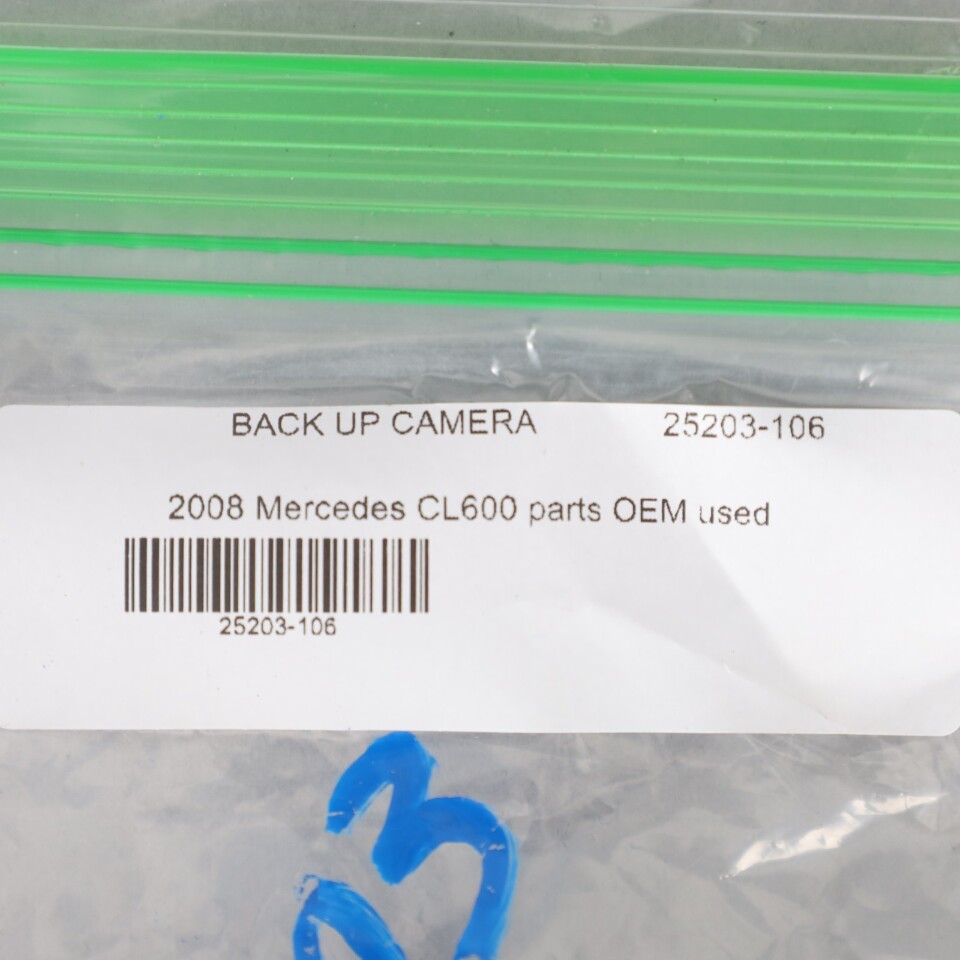 BACK UP CAMERA 25203-106
2008 Mercedes CL600 parts OEM used
25203-106